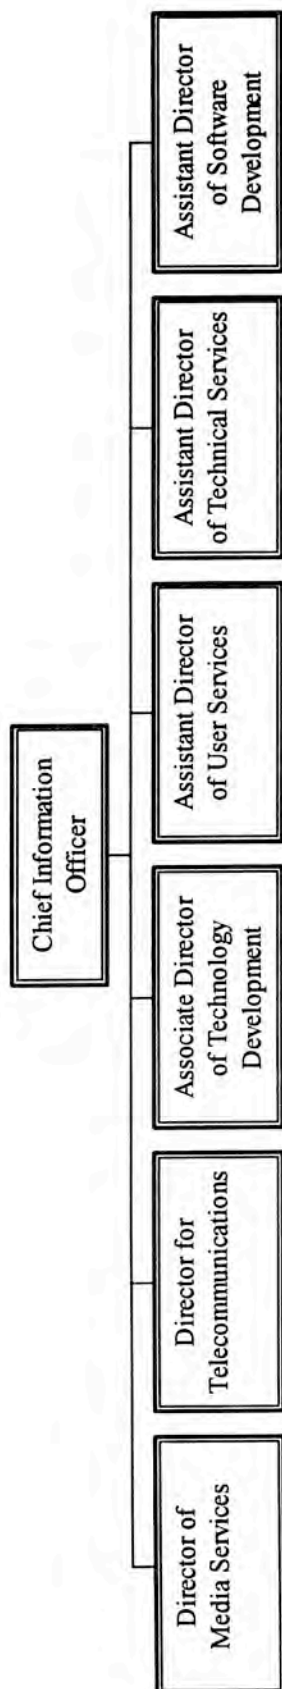 Chief Information
Officer
Director of
Media Services
Director for
Telecommunications
Associate Director
of Technology
Development
Assistant Director
of User Services
Assistant Director
of Technical Services
Assistant Director
of Software
Development